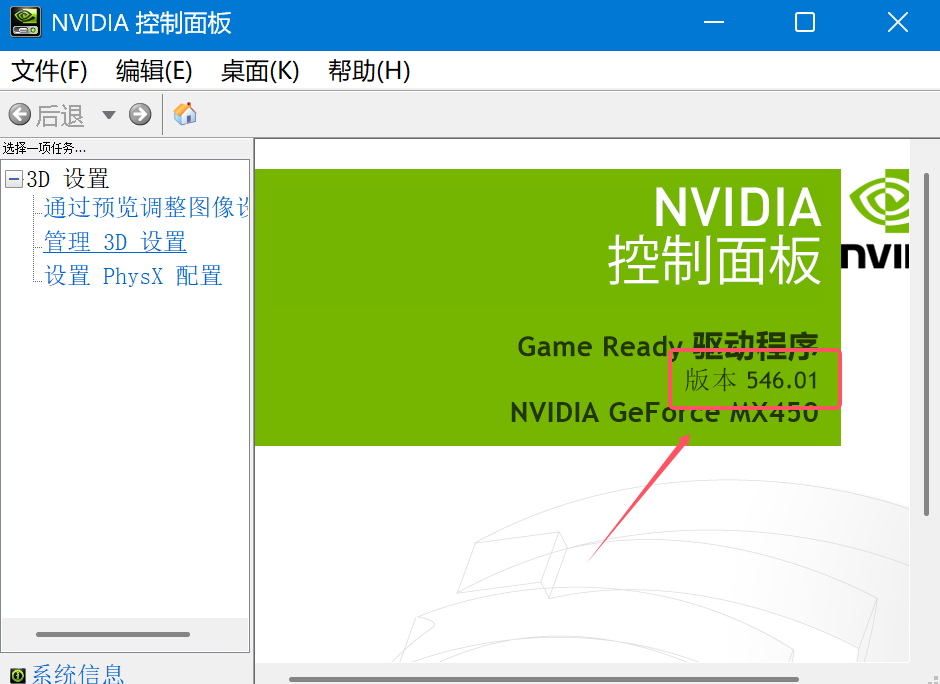 NVIDIA 控制面板
文件(F) 编辑(E) 桌面(K) 帮助(H)
后退
选择一项任务...
3D 设置
通过预览调整图像设
管理 3D 设置
设置 PhysX 配置
系统信息
NVIDIA
控制面板
Game Ready 驱动程序
版本 546.01
NVIDIA GeForce MX450
NVI